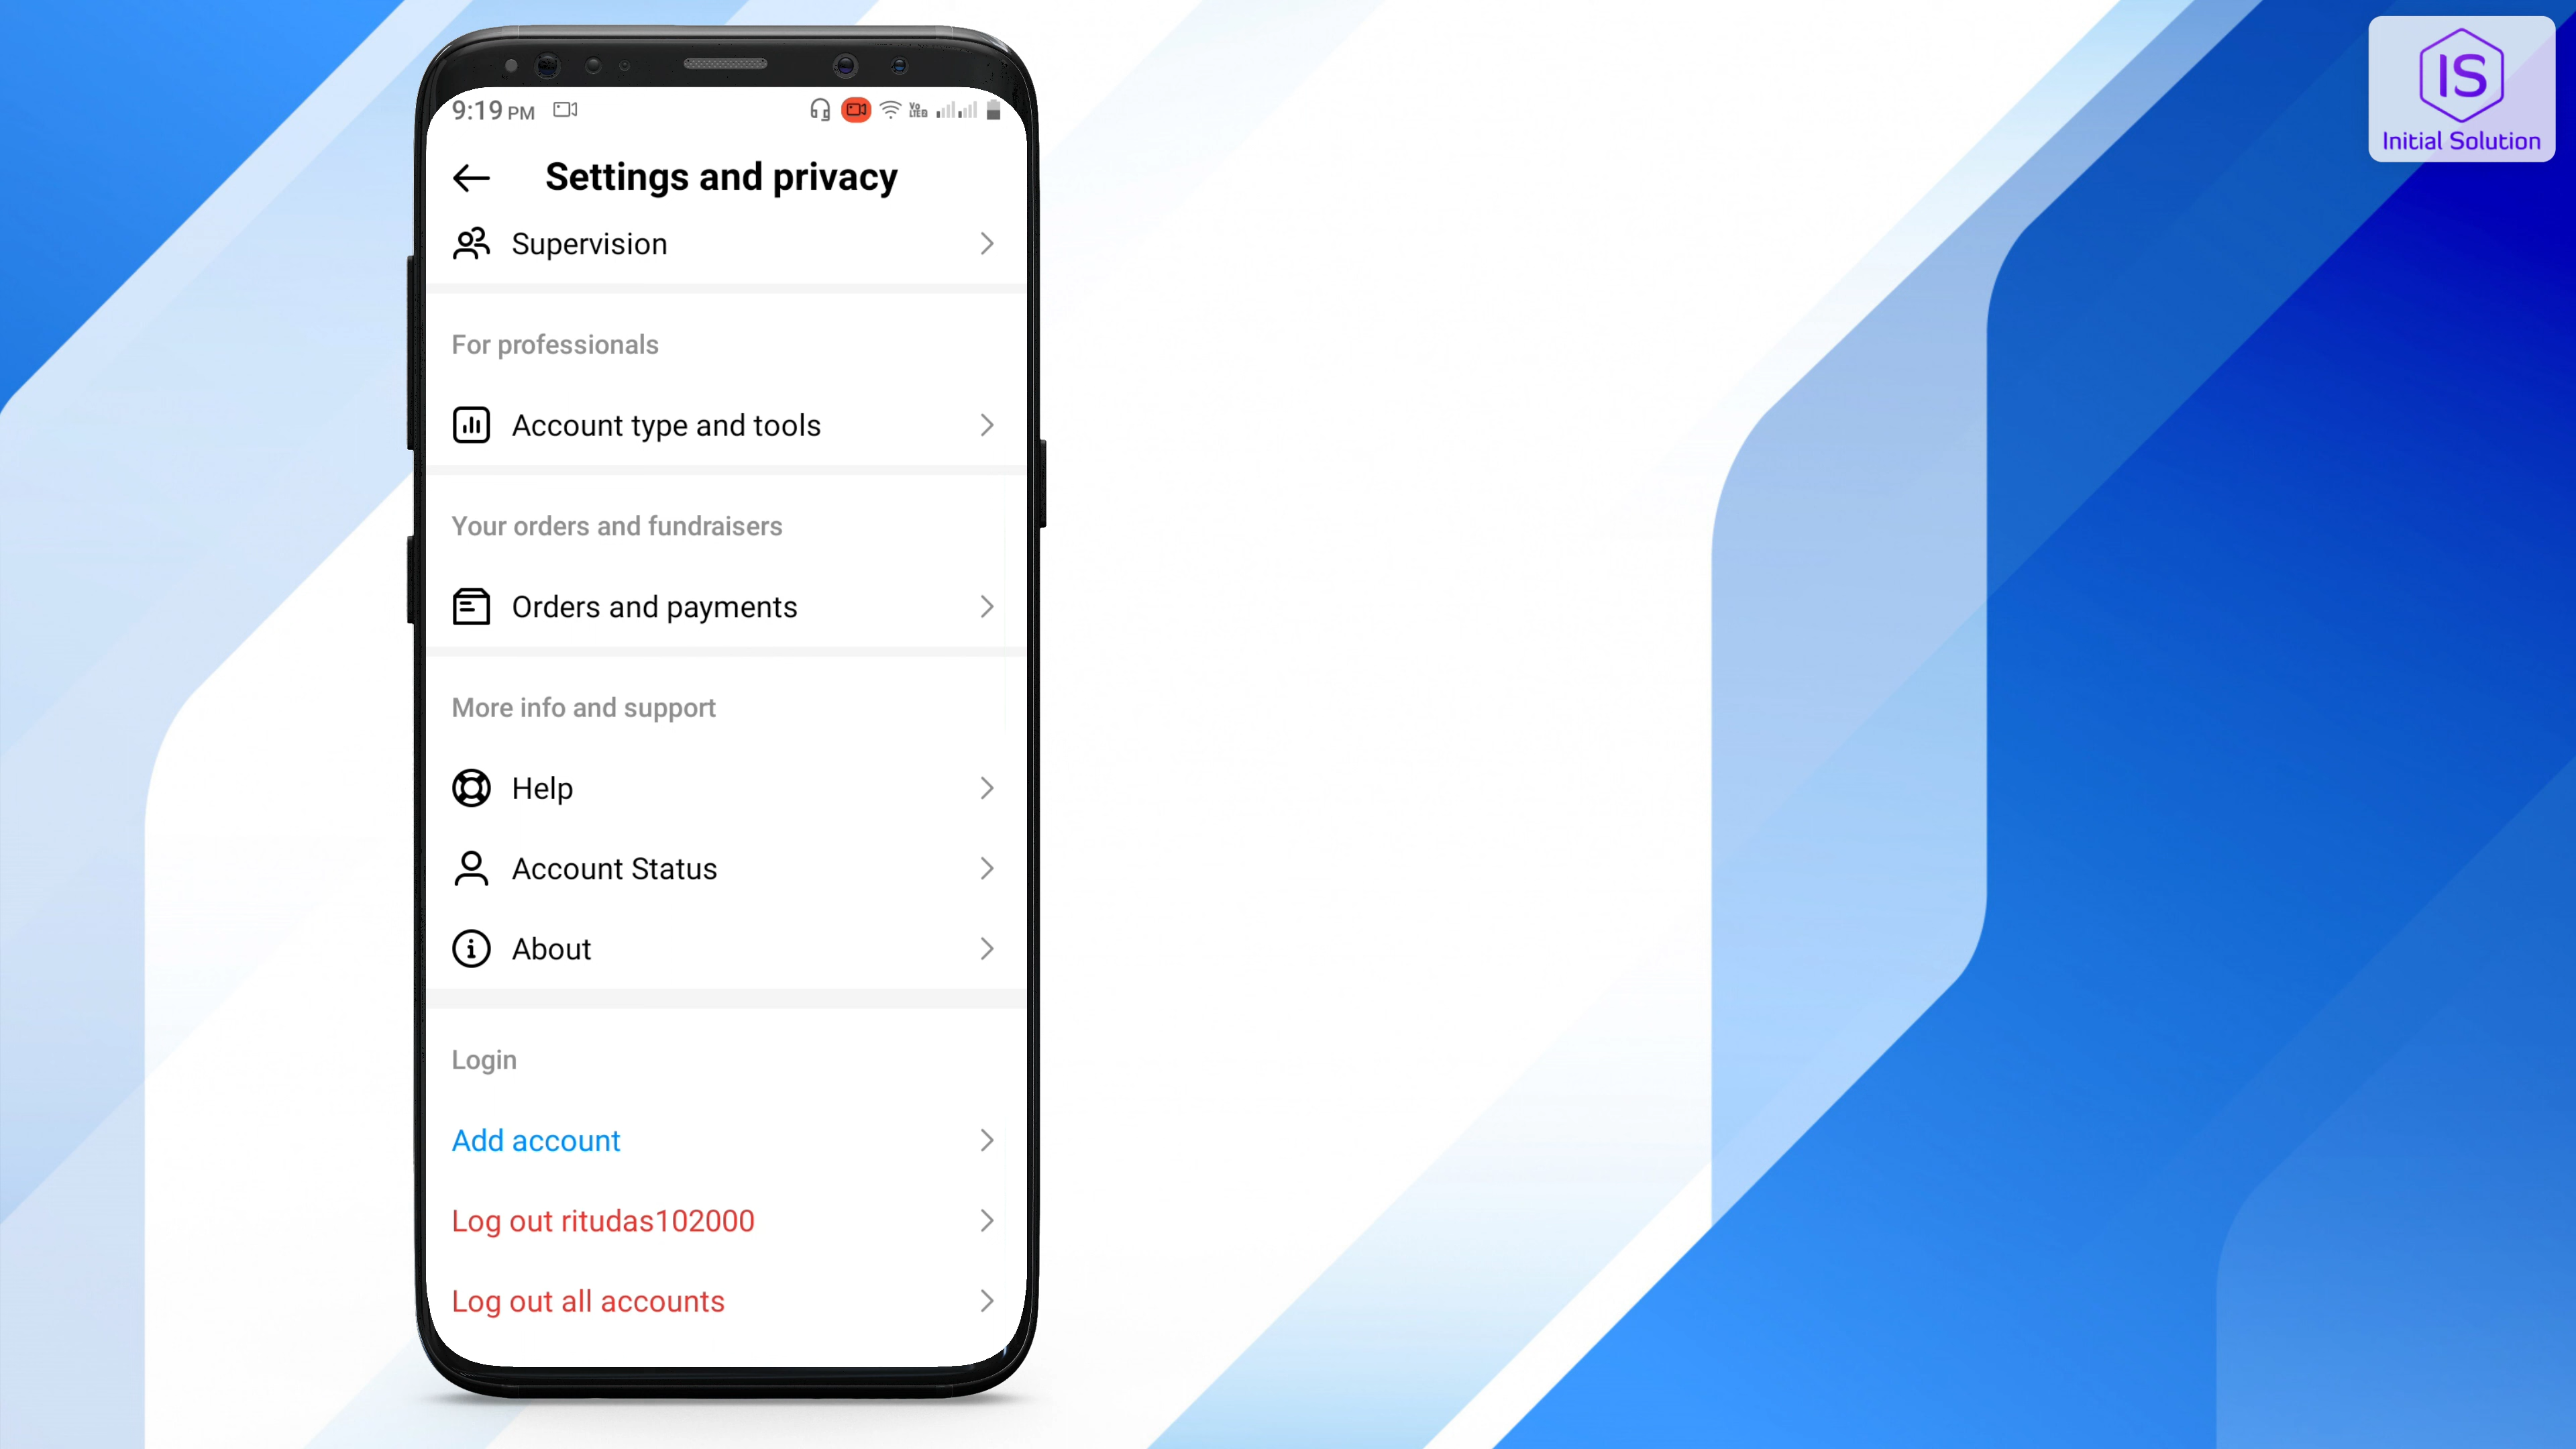 9:19 PM
Vo
LTE2
IS
Initial Solution
Settings and privacy
Supervision
For professionals
Account type and tools
Your orders and fundraisers
Orders and payments
More info and support
Help
Account Status
About
Login
Add account
Log out ritudas102000
Log out all accounts